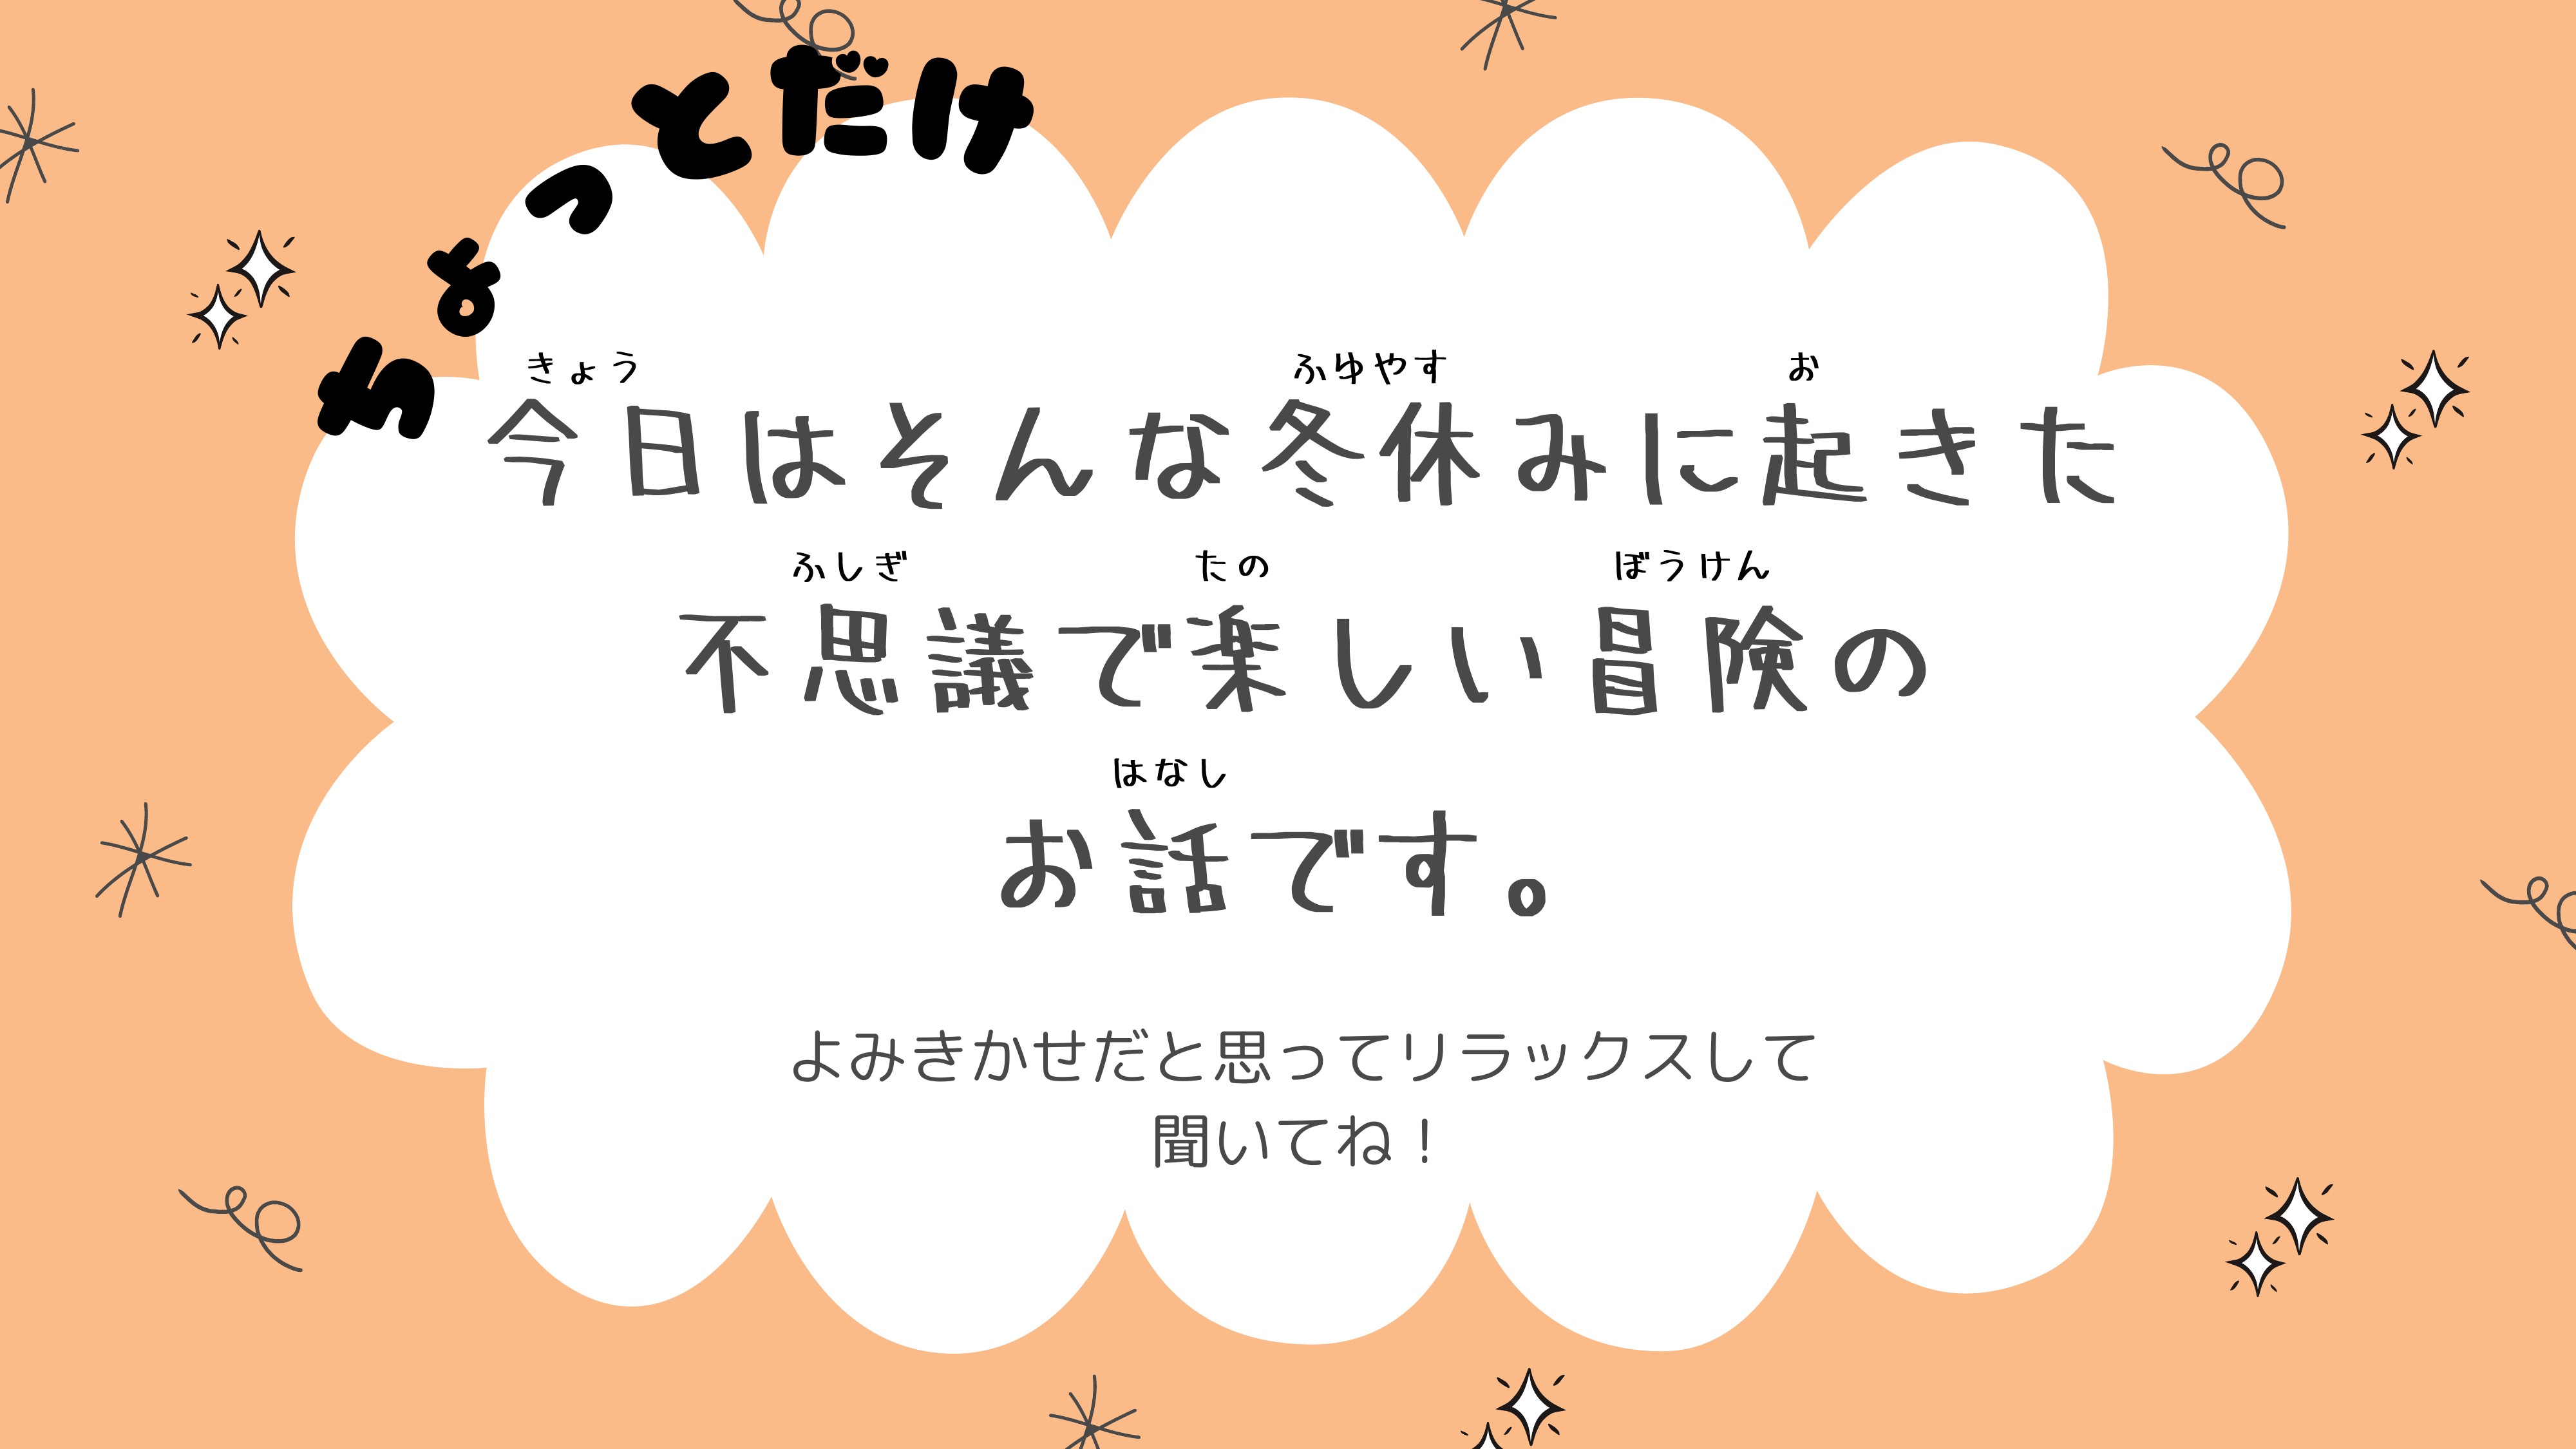 ちょっとだけ
きょう ふゆやす お
今日はそんな冬休みに起きた
ふしぎ たの ぼうけん
不思議で楽しい冒険の
はなし
お話です。
よみきかせだと思ってリラックスして
聞いてね！